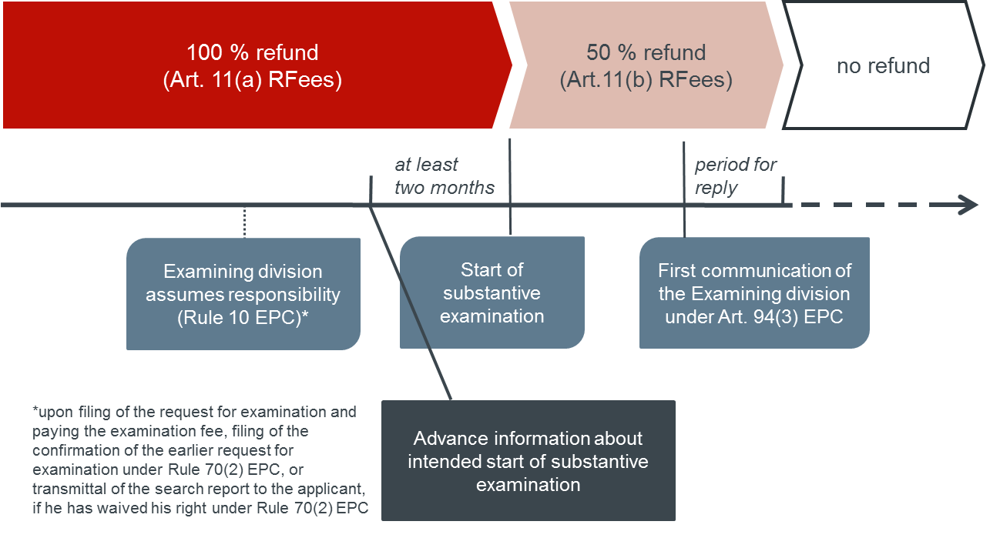 100 % refund
(Art. 11(a) RFees)
50 % refund
(Art.11(b) RFees)
no refund
at least
two months
period for
reply
Examining division
assumes responsibility
(Rule 10 EPC)*
Start of
substantive
examination
First communication of
the Examining division
under Art. 94(3) EPC
*upon filing of the request for examination and
paying the examination fee, filing of the
confirmation of the earlier request for
examination under Rule 70(2) EPC, or
transmittal of the search report to the applicant,
if he has waived his right under Rule 70(2) EPC
Advance information about
intended start of substantive
examination